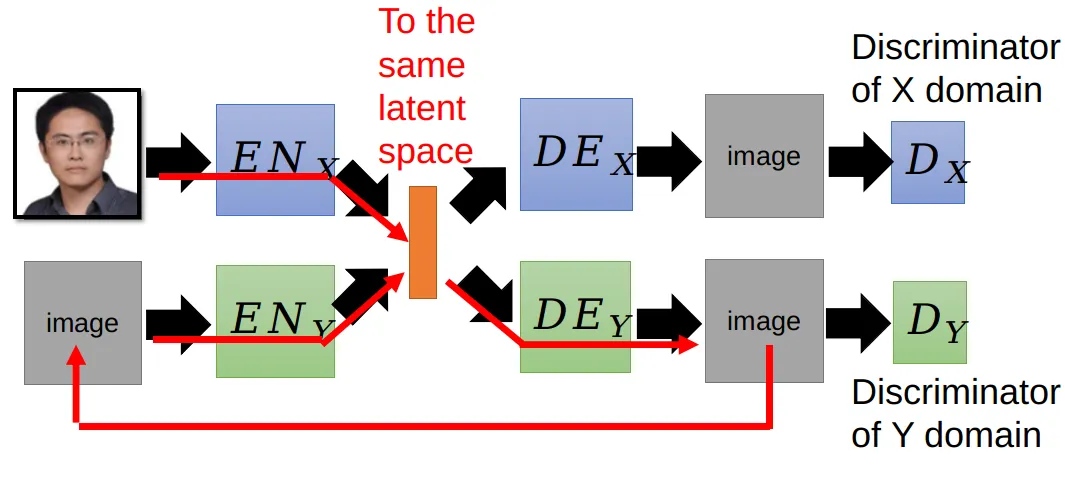 To the
same
latent
space
Discriminator
of X domain
EN_X
DE_X
image
D_X
image
EN_Y
DE_Y
image
D_Y
Discriminator
of Y domain